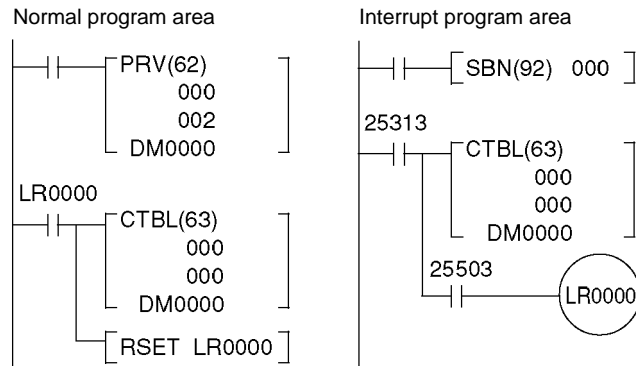 Normal program area
PRV(62)
000
002
DM0000
LR0000
CTBL(63)
000
000
DM0000
RSET LR0000
Interrupt program area
SBN(92) 000
25313
CTBL(63)
000
000
DM0000
25503
LR0000